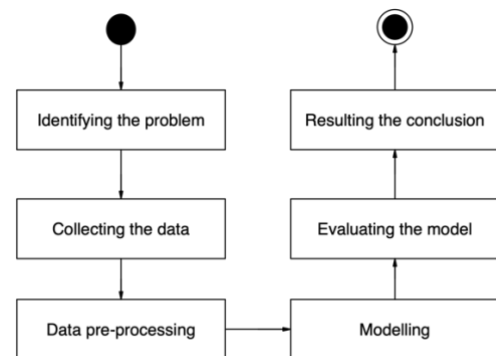 Identifying the problem
Collecting the data
Data pre-processing
Modelling
Evaluating the model
Resulting the conclusion